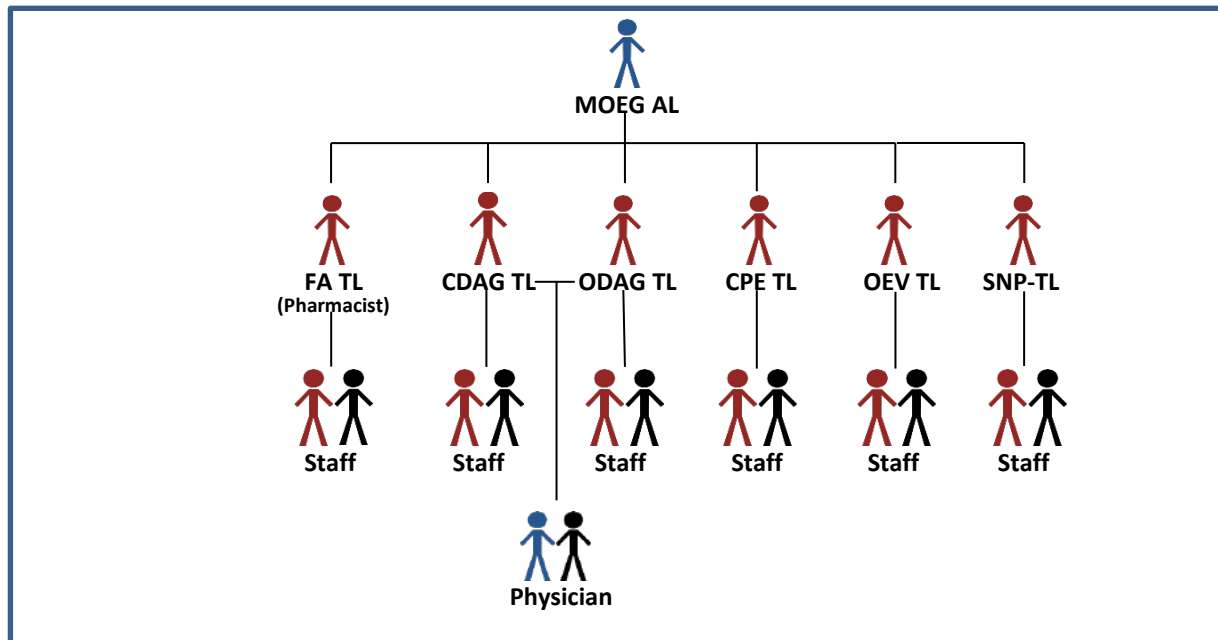 MOEG AL
FA TL
(Pharmacist)
CDAG TL
ODAG TL
CPE TL
OEV TL
SNP-TL
Staff
Staff
Staff
Staff
Staff
Staff
Physician